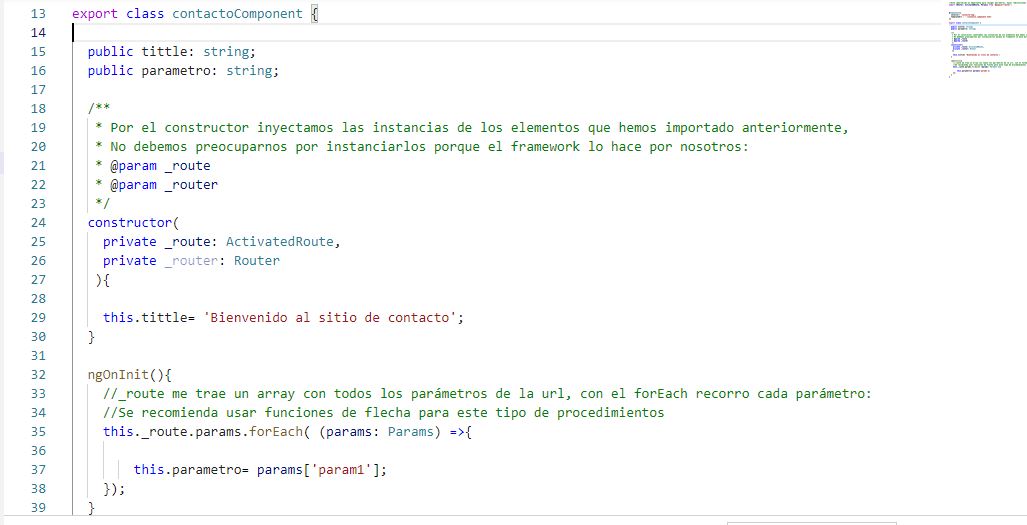 13 export class contactoComponent {
14
15 public tittle: string;
16 public parametro: string;
17
18 /**
19 * Por el constructor inyectamos las instancias de los elementos que hemos importado anteriormente,
20 * No debemos preocuparnos por instanciarlos porque el framework lo hace por nosotros:
21 * @param _route
22 * @param _router
23 */
24 constructor(
25 private _route: ActivatedRoute,
26 private _router: Router
27 ){
28
29 this.tittle= 'Bienvenido al sitio de contacto';
30 }
31
32 ngOnInit(){
33 //_route me trae un array con todos los parámetros de la url, con el forEach recorro cada parámetro:
34 //Se recomienda usar funciones de flecha para este tipo de procedimientos
35 this._route.params.forEach( (params: Params) =>{
36
37 this.parametro= params['param1'];
38 });
39 }